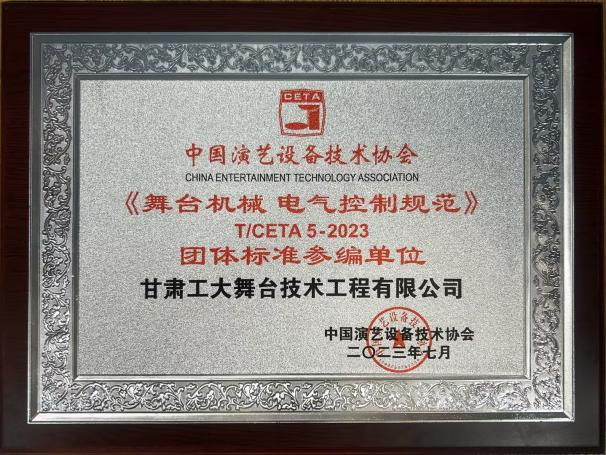 CETA
中国演艺设备技术协会
CHINA ENTERTAINMENT TECHNOLOGY ASSOCIATION
《舞台机械 电气控制规范》
T/CETA 5-2023
团体标准参编单位
甘肃工大舞台技术工程有限公司
中国演艺设备技术协会
二〇二三年七月